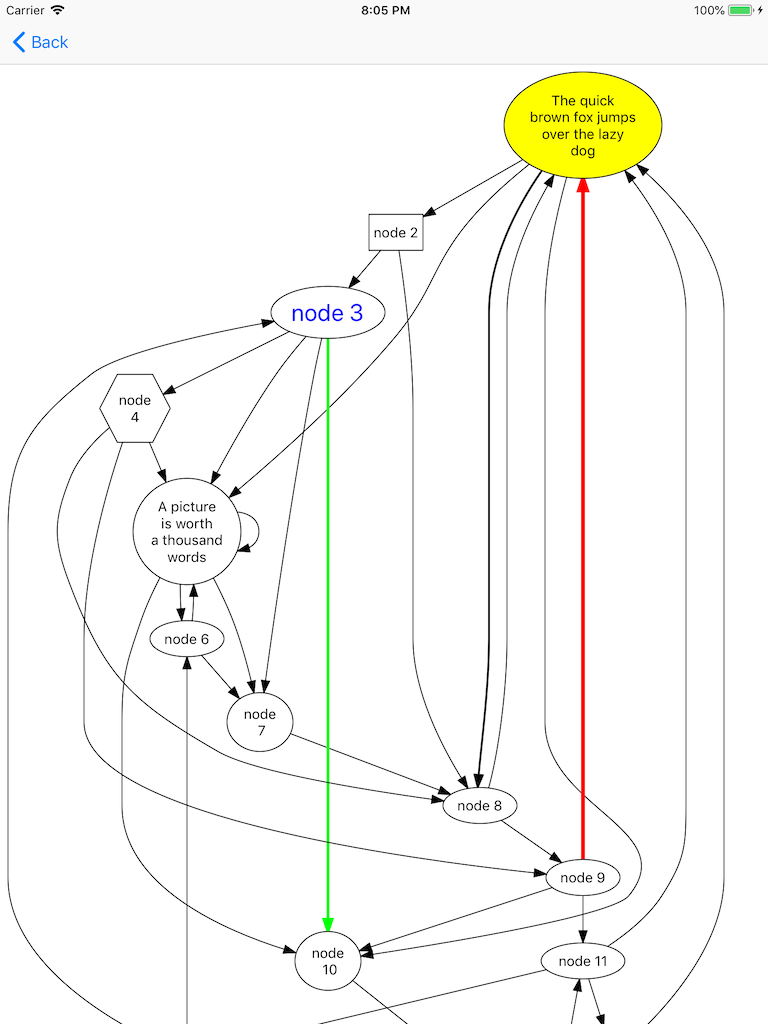 Carrier 8:05 PM 100%
Back
The quick
brown fox jumps
over the lazy
dog
node 2
node 3
node
4
A picture
is worth
a thousand
words
node 6
node
7
node 8
node 9
node
10
node 11